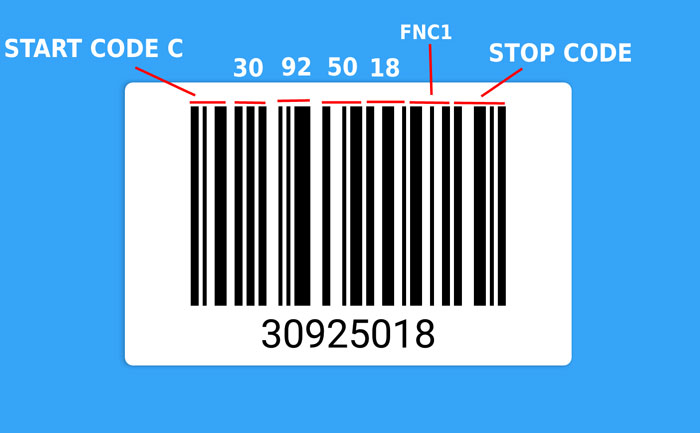 FNC1
START CODE C
30 92 50 18
STOP CODE
30925018